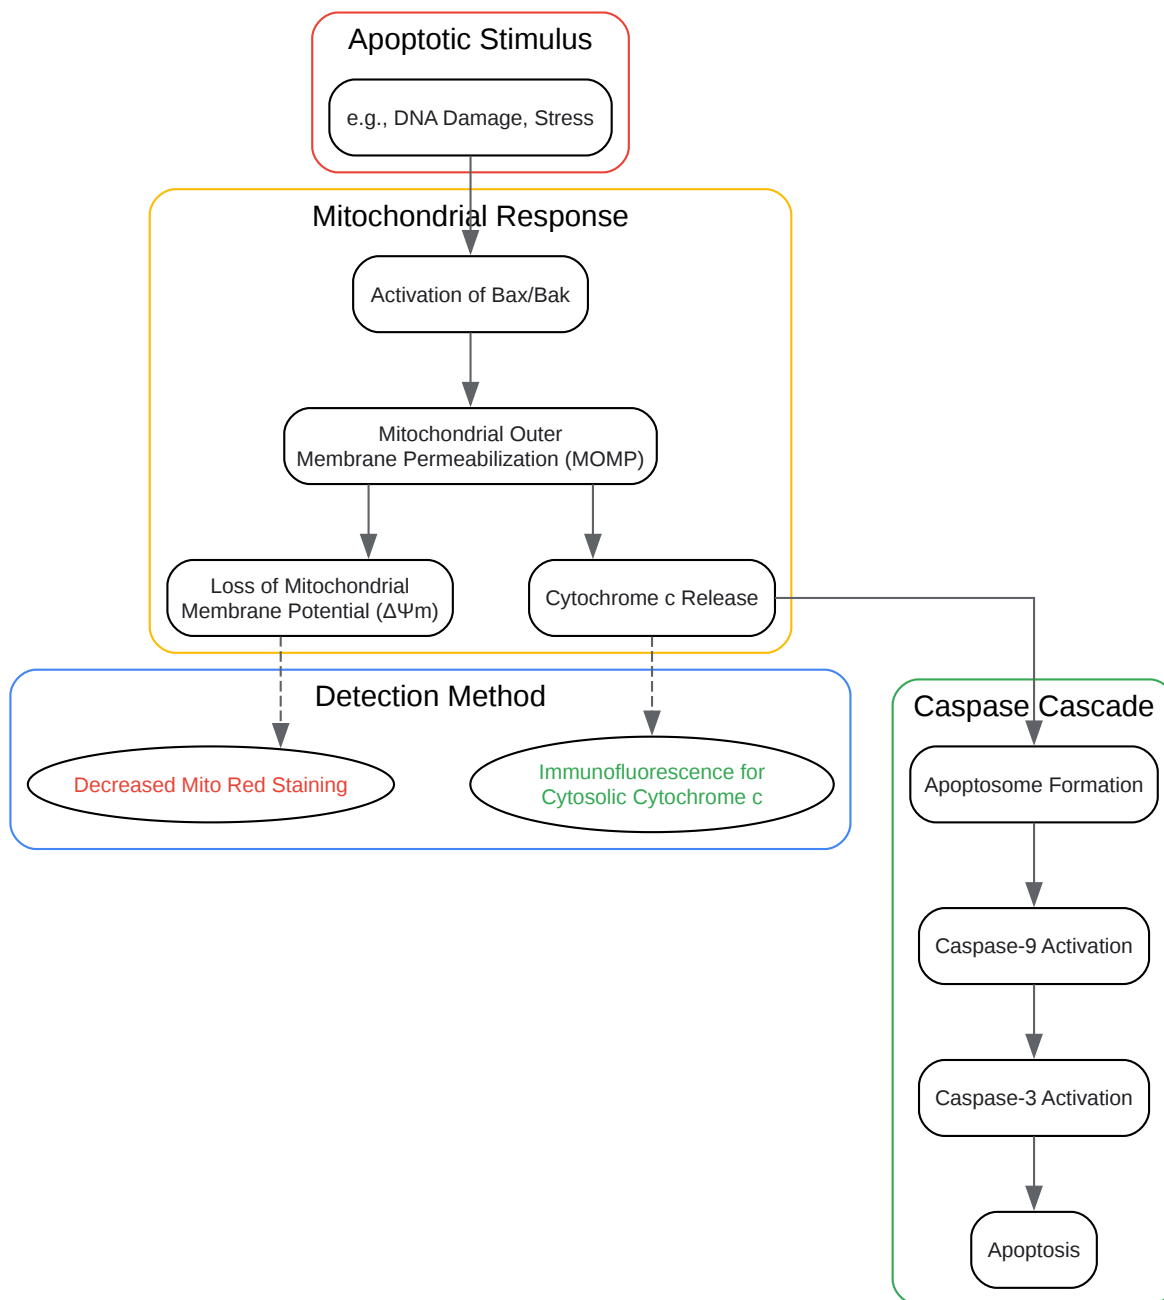 Apoptotic Stimulus
e.g., DNA Damage, Stress
Mitochondrial Response
Activation of Bax/Bak
Mitochondrial Outer
Membrane Permeabilization (MOMP)
Loss of Mitochondrial
Membrane Potential (ΔΨm)
Cytochrome c Release
Detection Method
Decreased Mito Red Staining
Immunofluorescence for
Cytosolic Cytochrome c
Caspase Cascade
Apoptosome Formation
Caspase-9 Activation
Caspase-3 Activation
Apoptosis